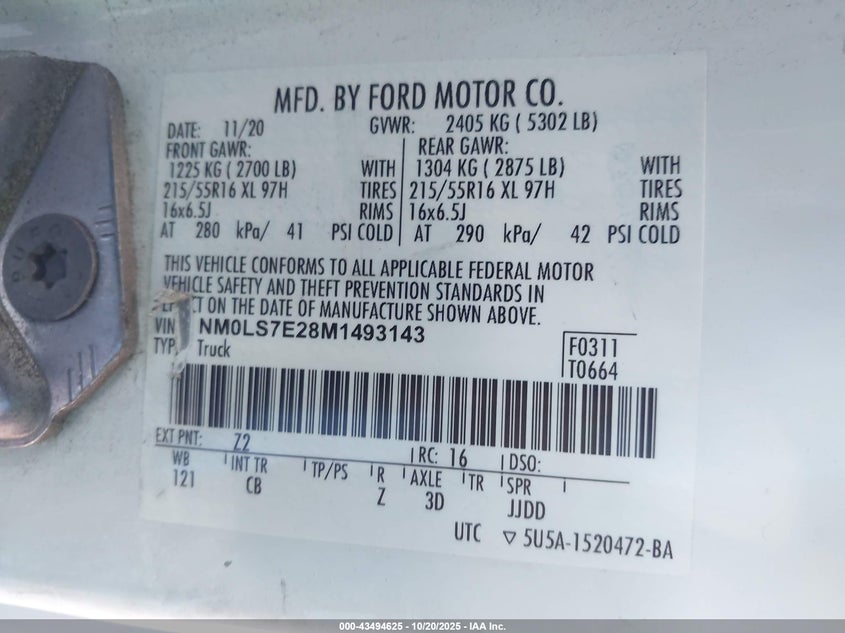 MFD. BY FORD MOTOR CO.
DATE: 11/20 GVWR: 2405 KG ( 5302 LB)
FRONT GAWR: REAR GAWR:
1225 KG ( 2700 LB) WITH 1304 KG ( 2875 LB) WITH
215/55R16 XL 97H TIRES 215/55R16 XL 97H TIRES
16x6.5J RIMS 16x6.5J RIMS
AT 280 kPa/ 41 PSI COLD AT 290 kPa/ 42 PSI COLD
THIS VEHICLE CONFORMS TO ALL APPLICABLE FEDERAL MOTOR
VEHICLE SAFETY AND THEFT PREVENTION STANDARDS IN
EFFECT ON THE DATE OF MANUFACTURE SHOWN ABOVE.
VIN NM0LS7E28M1493143
TYP Truck
F0311
T0664
EXT PNT: Z2 RC: 16 DSO:
WB INT TR TP/PS R AXLE TR SPR
121 CB Z 3D JJDD
UTC ▽ 5U5A-1520472-BA
000-43494625 | 10/20/2025 - IAA Inc.